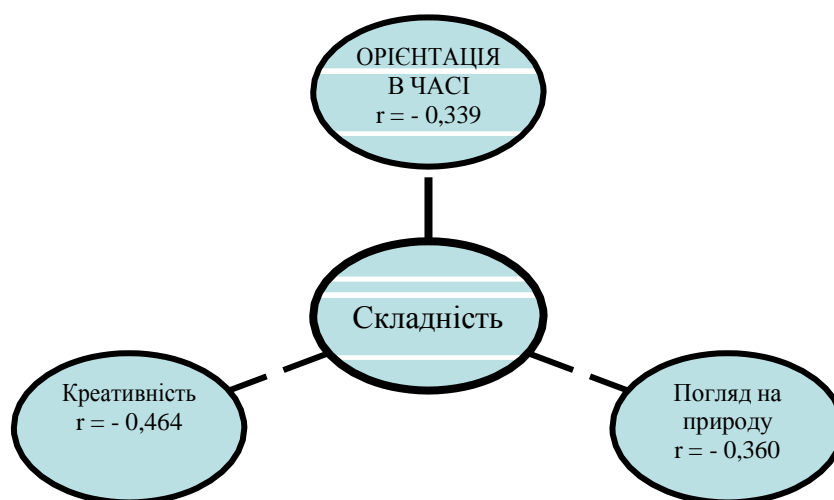 ОРІЄНТАЦІЯ
В ЧАСІ
r = - 0,339
Складність
Креативність
r = - 0,464
Погляд на
природу
r = - 0,360